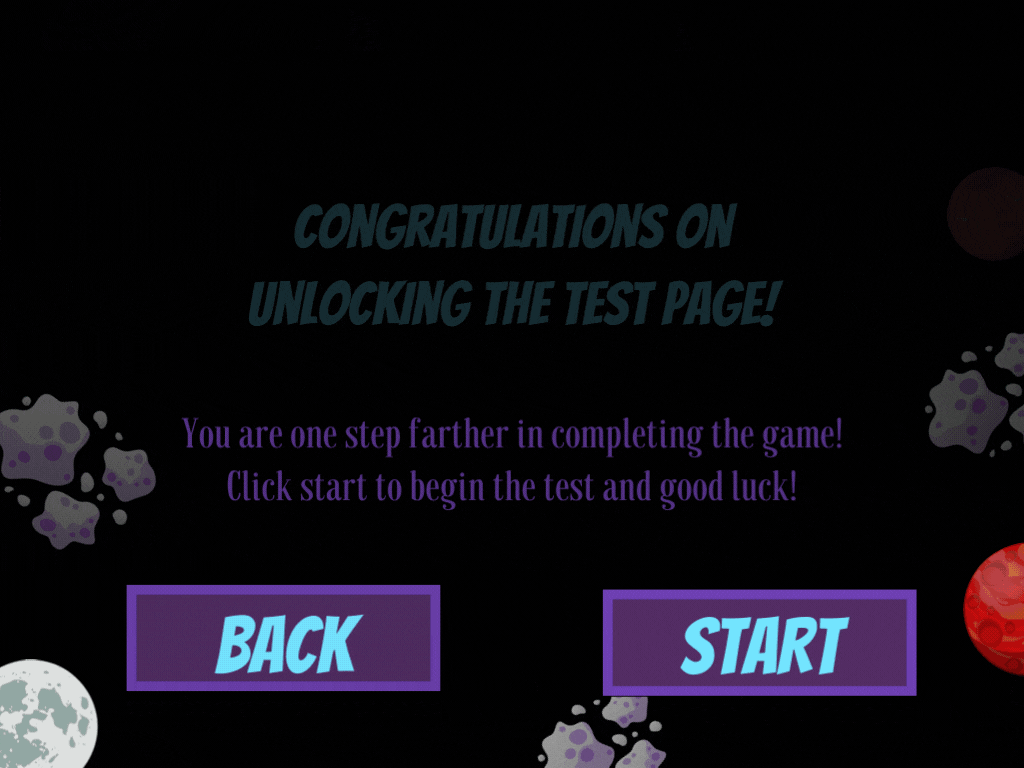 CONGRATULATIONS ON
UNLOCKING THE TEST PAGE!
You are one step farther in completing the game!
Click start to begin the test and good luck!
BACK
START